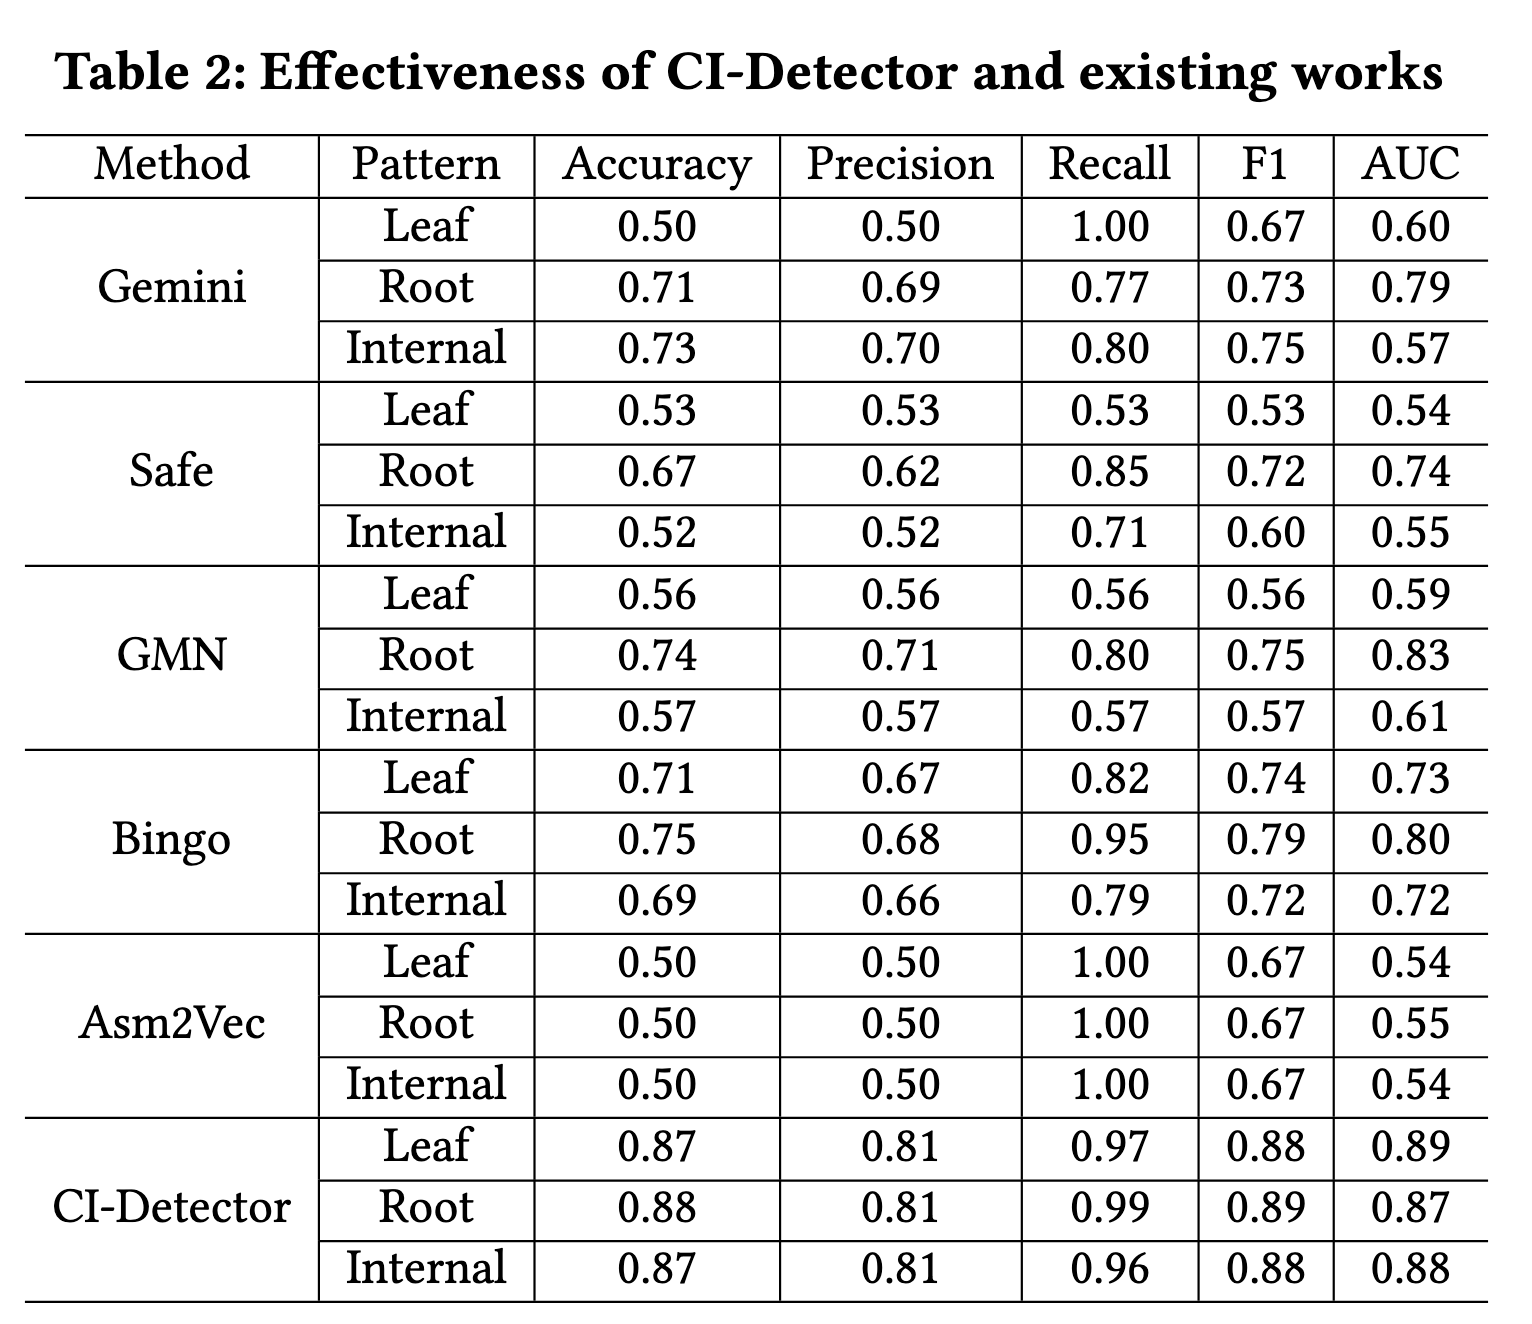 Table 2: Effectiveness of CI-Detector and existing works
Method Pattern Accuracy Precision Recall F1 AUC
Gemini
Leaf 0.50 0.50 1.00 0.67 0.60
Root 0.71 0.69 0.77 0.73 0.79
Internal 0.73 0.70 0.80 0.75 0.57
Safe
Leaf 0.53 0.53 0.53 0.53 0.54
Root 0.67 0.62 0.85 0.72 0.74
Internal 0.52 0.52 0.71 0.60 0.55
GMN
Leaf 0.56 0.56 0.56 0.56 0.59
Root 0.74 0.71 0.80 0.75 0.83
Internal 0.57 0.57 0.57 0.57 0.61
Bingo
Leaf 0.71 0.67 0.82 0.74 0.73
Root 0.75 0.68 0.95 0.79 0.80
Internal 0.69 0.66 0.79 0.72 0.72
Asm2Vec
Leaf 0.50 0.50 1.00 0.67 0.54
Root 0.50 0.50 1.00 0.67 0.55
Internal 0.50 0.50 1.00 0.67 0.54
CI-Detector
Leaf 0.87 0.81 0.97 0.88 0.89
Root 0.88 0.81 0.99 0.89 0.87
Internal 0.87 0.81 0.96 0.88 0.88